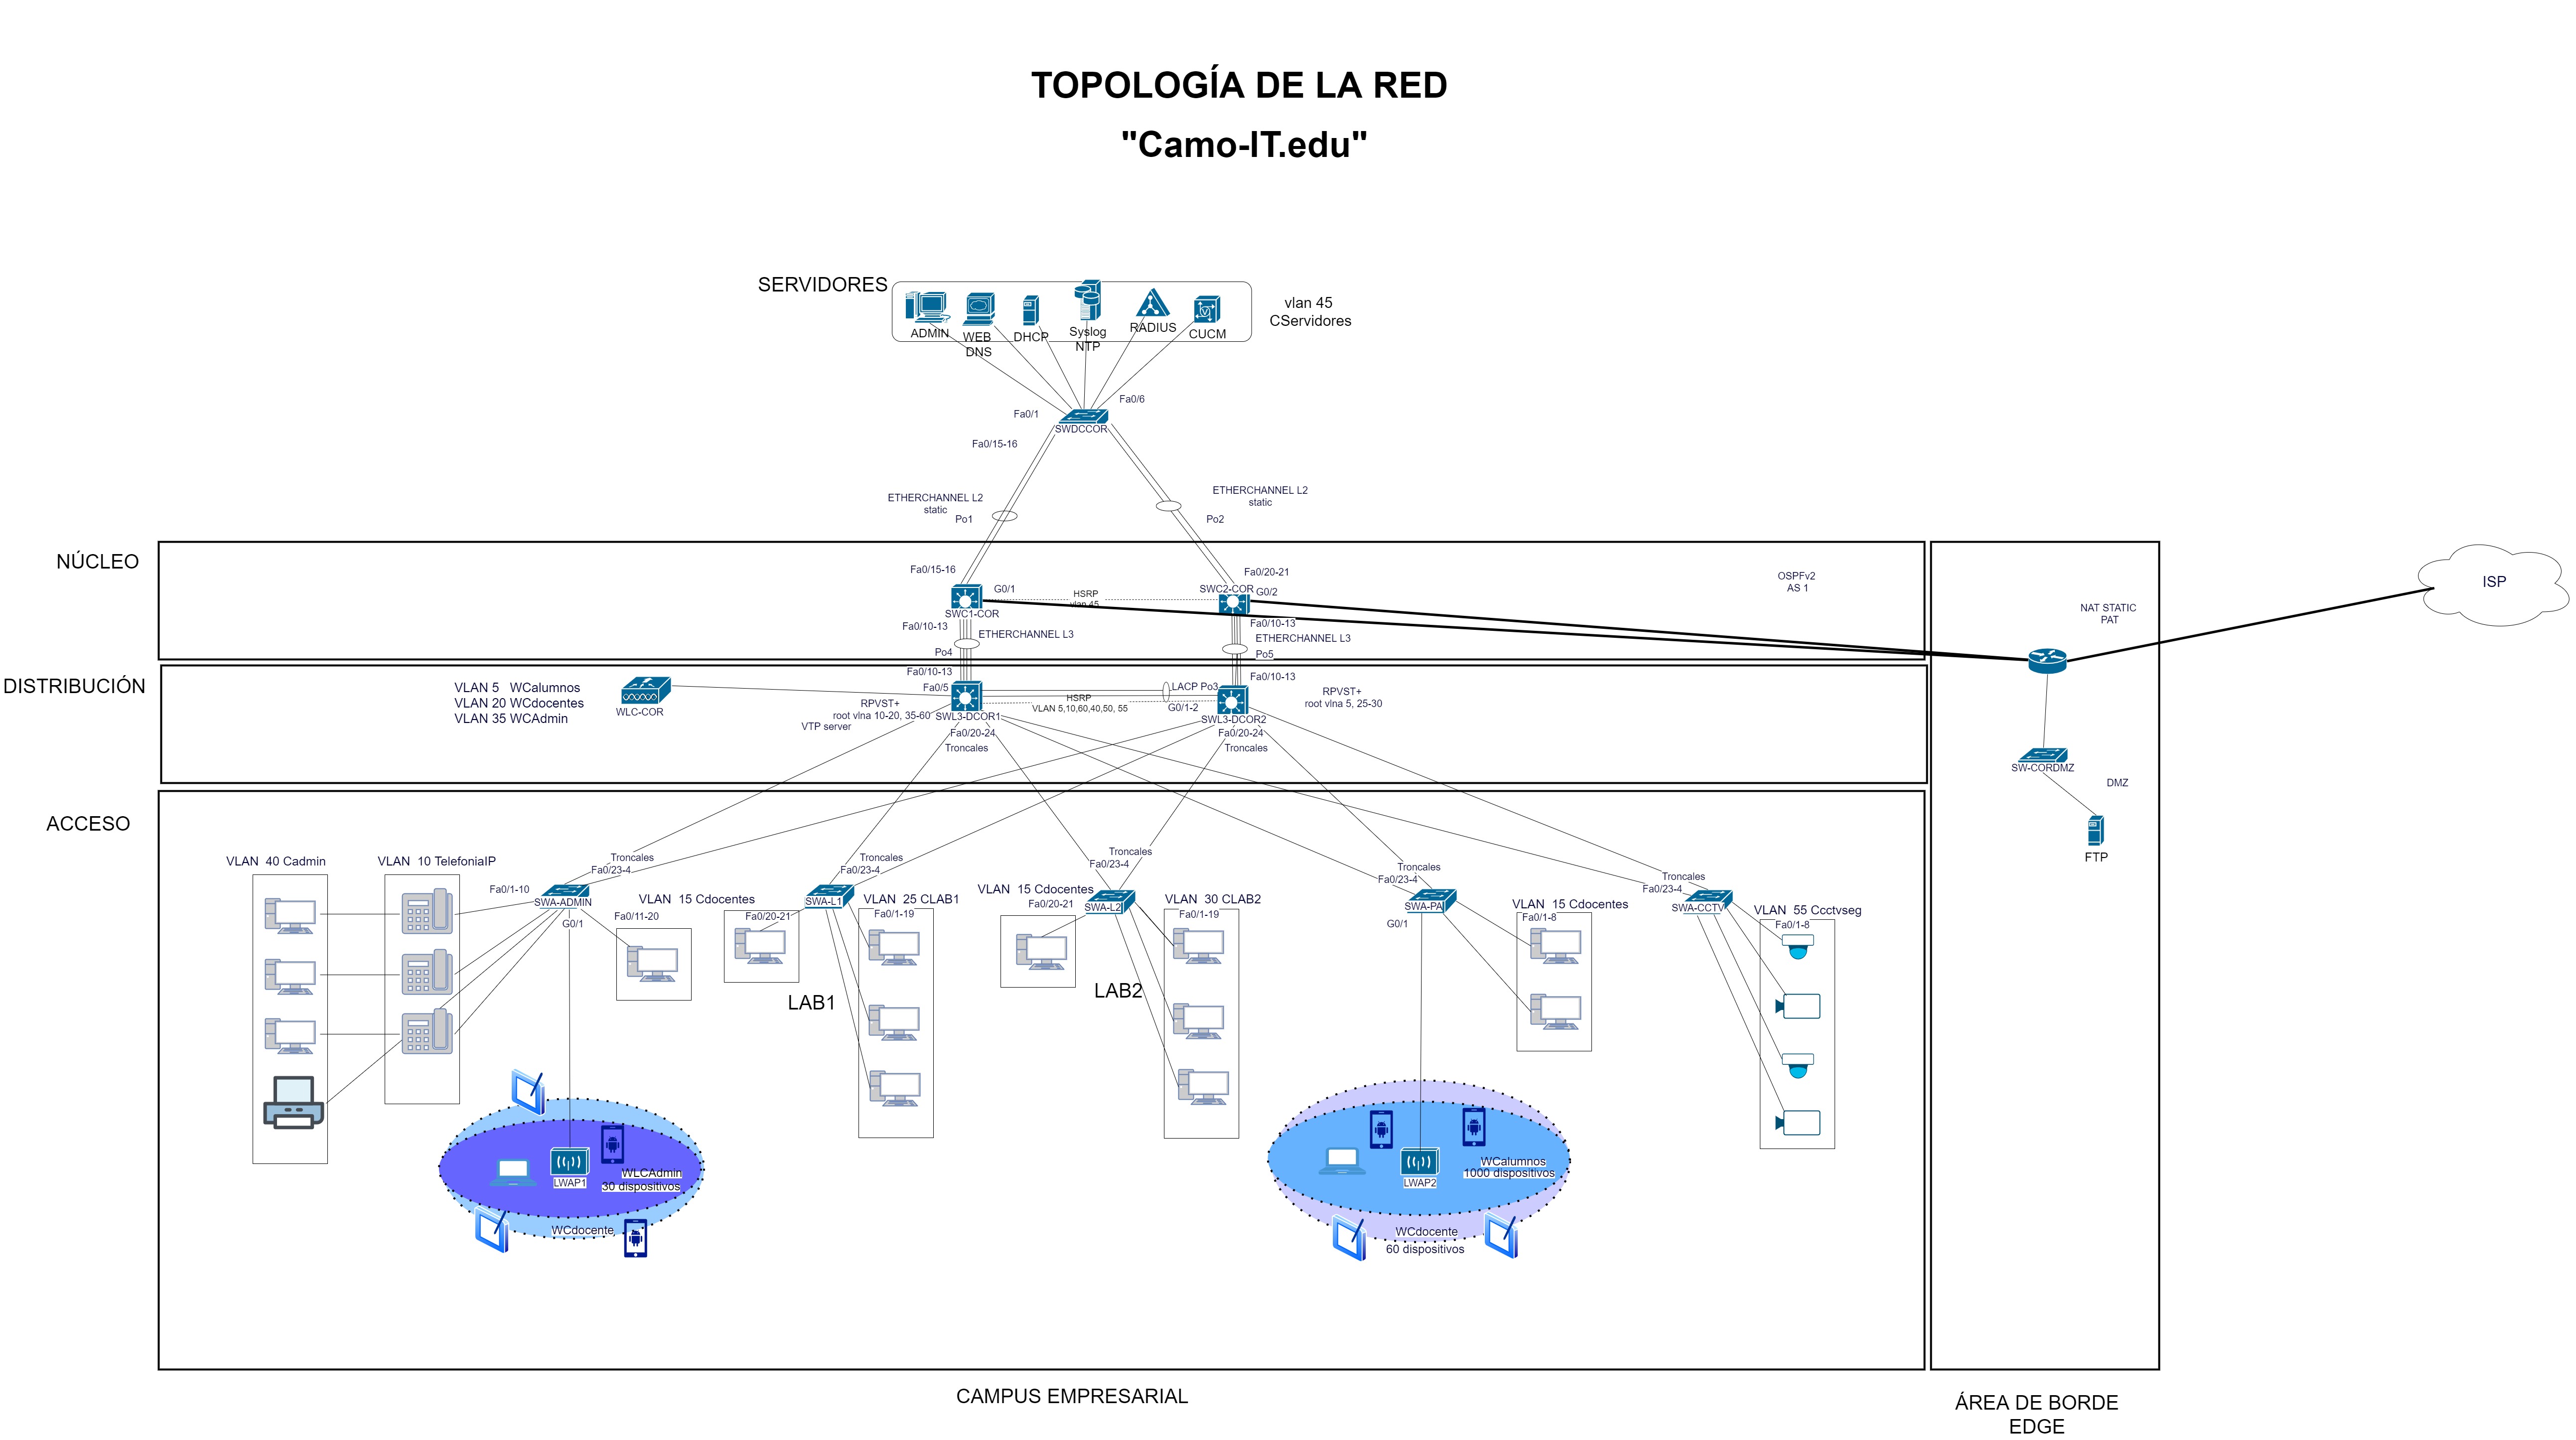 TOPOLOGÍA DE LA RED
"Camo-IT.edu"
SERVIDORES
ADMIN
WEB
DNS
DHCP
Syslog
NTP
RADIUS
CUCM
vlan 45
CServidores
Fa0/1
Fa0/6
SWDCCOR
Fa0/15-16
ETHERCHANNEL L2
static
Po1
ETHERCHANNEL L2
static
Po2
NÚCLEO
Fa0/15-16
G0/1
SWC1-COR
HSRP
vlan 45
Fa0/20-21
SWC2-COR
G0/2
OSPFv2
AS 1
Fa0/10-13
ETHERCHANNEL L3
Po4
Fa0/10-13
ETHERCHANNEL L3
Po5
NAT STATIC
PAT
ISP
DISTRIBUCIÓN
VLAN 5 WCalumnos
VLAN 20 WCdocentes
VLAN 35 WCAdmin
WLC-COR
Fa0/10-13
Fa0/5
RPVST+
root vlna 10-20, 35-60
VTP server
SWL3-DCOR1
Fa0/20-24
Troncales
LACP Po3
HSRP
VLAN 5,10,60,40,50, 55
G0/1-2
Fa0/10-13
SWL3-DCOR2
Fa0/20-24
Troncales
RPVST+
root vlna 5, 25-30
SW-CORDMZ
DMZ
FTP
ACCESO
VLAN 40 Cadmin
VLAN 10 TelefoniaIP
Troncales
Fa0/23-4
Fa0/1-10
SWA-ADMIN
G0/1
VLAN 15 Cdocentes
Fa0/11-20
Troncales
Fa0/23-4
SWA-L1
Fa0/20-21
VLAN 25 CLAB1
Fa0/1-19
LAB1
Troncales
Fa0/23-4
VLAN 15 Cdocentes
Fa0/20-21
SWA-L2
VLAN 30 CLAB2
Fa0/1-19
LAB2
Troncales
Fa0/23-4
SWA-PA
G0/1
VLAN 15 Cdocentes
Fa0/1-8
Troncales
Fa0/23-4
SWA-CCTV
VLAN 55 Ccctvseg
Fa0/1-8
LWAP1
WLCAdmin
30 dispositivos
WCdocente
LWAP2
WCalumnos
1000 dispositivos
WCdocente
60 dispositivos
CAMPUS EMPRESARIAL
ÁREA DE BORDE
EDGE